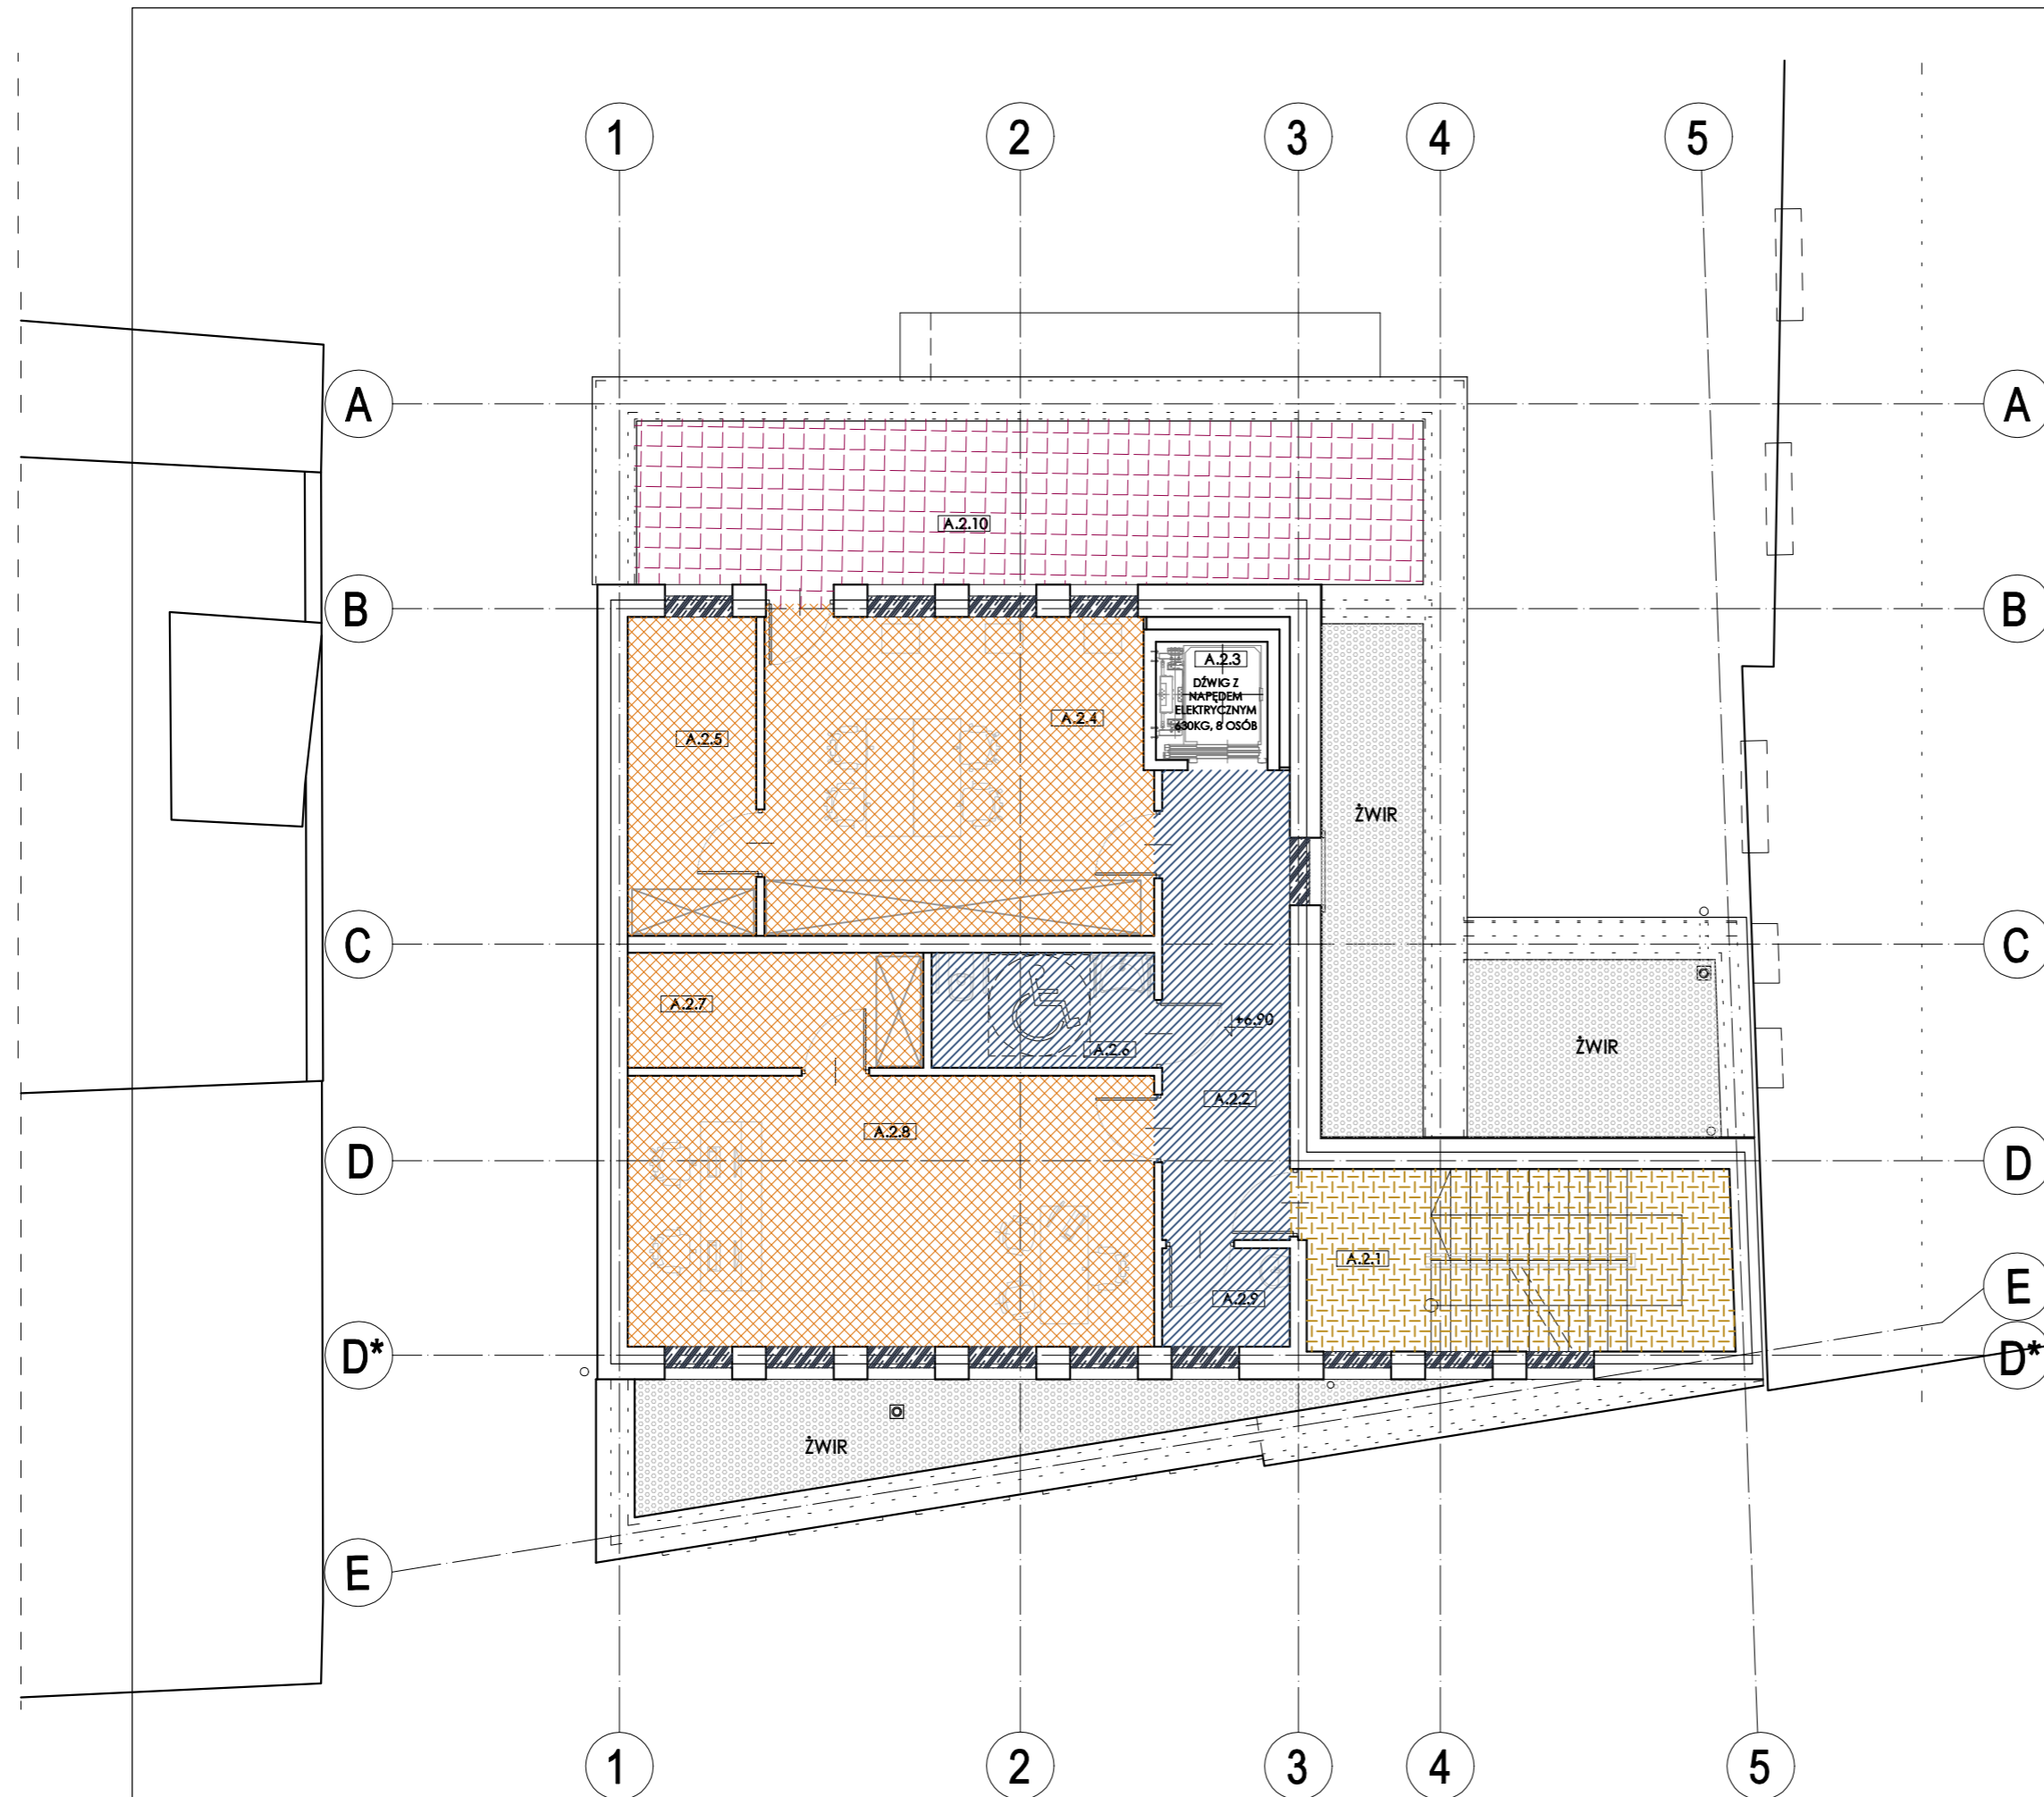 1 2 3 4 5
A A
A.2.10
B B
A.2.3
DŹWIG Z
NAPĘDEM
ELEKTRYCZNYM
630KG, 8 OSÓB
A.2.4
A.2.5
ŻWIR
C C
A.2.7
+6.90
A.2.6
ŻWIR
A.2.2
A.2.8
D D
A.2.1
E
A.2.9
D* D*
ŻWIR
E
1 2 3 4 5